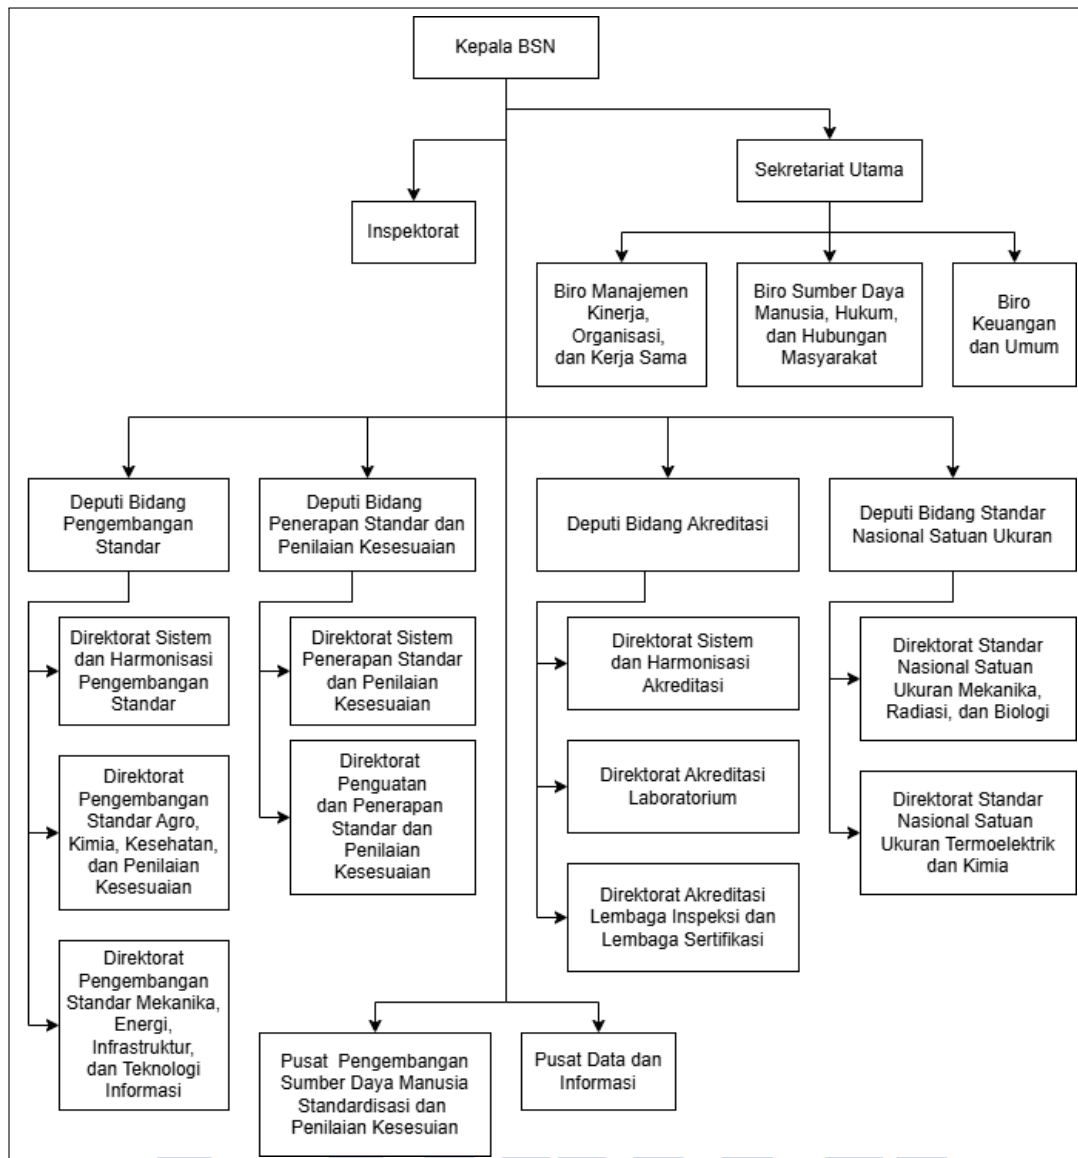 Kepala BSN
Sekretariat Utama
Inspektorat
Biro Manajemen
Kinerja,
Organisasi,
dan Kerja Sama
Biro Sumber Daya
Manusia, Hukum,
dan Hubungan
Masyarakat
Biro
Keuangan
dan Umum
Deputi Bidang
Pengembangan
Standar
Deputi Bidang
Penerapan Standar dan
Penilaian Kesesuaian
Deputi Bidang Akreditasi
Deputi Bidang Standar
Nasional Satuan Ukuran
Direktorat Sistem
dan Harmonisasi
Pengembangan
Standar
Direktorat Sistem
Penerapan Standar
dan Penilaian
Kesesuaian
Direktorat Sistem
dan Harmonisasi
Akreditasi
Direktorat Standar
Nasional Satuan
Ukuran Mekanika,
Radiasi, dan Biologi
Direktorat
Pengembangan
Standar Agro,
Kimia, Kesehatan,
dan Penilaian
Kesesuaian
Direktorat
Penguatan
dan Penerapan
Standar dan
Penilaian
Kesesuaian
Direktorat Akreditasi
Laboratorium
Direktorat Standar
Nasional Satuan
Ukuran Termoelektrik
dan Kimia
Direktorat Akreditasi
Lembaga Inspeksi dan
Lembaga Sertifikasi
Direktorat
Pengembangan
Standar Mekanika,
Energi,
Infrastruktur,
dan Teknologi
Informasi
Pusat Pengembangan
Sumber Daya Manusia
Standardisasi dan
Penilaian Kesesuian
Pusat Data dan
Informasi